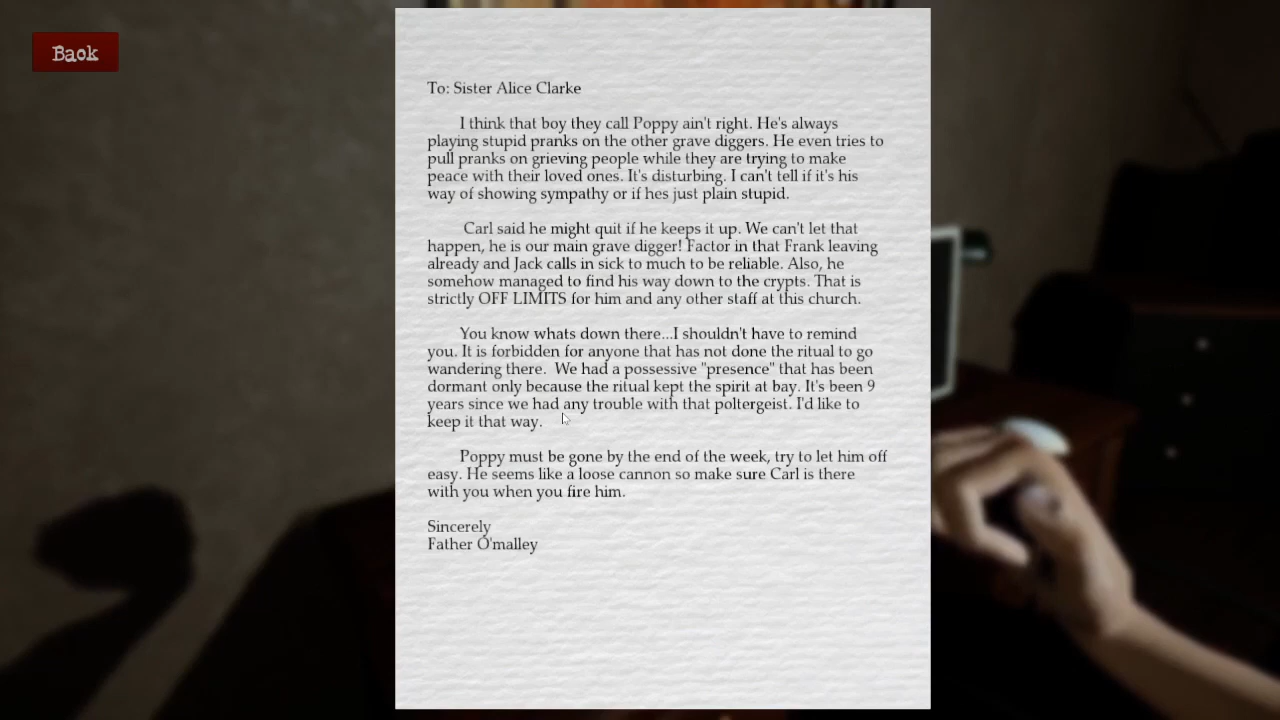 Back
To: Sister Alice Clarke
I think that boy they call Poppy ain't right. He's always
playing stupid pranks on the other grave diggers. He even tries to
pull pranks on grieving people while they are trying to make
peace with their loved ones. It's disturbing. I can't tell if it's his
way of showing sympathy or if hes just plain stupid.
Carl said he might quit if he keeps it up. We can't let that
happen, he is our main grave digger! Factor in that Frank leaving
already and Jack calls in sick to much to be reliable. Also, he
somehow managed to find his way down to the crypts. That is
strictly OFF LIMITS for him and any other staff at this church.
You know whats down there...I shouldn't have to remind
you. It is forbidden for anyone that has not done the ritual to go
wandering there.  We had a possessive "presence" that has been
dormant only because the ritual kept the spirit at bay. It's been 9
years since we had any trouble with that poltergeist. I'd like to
keep it that way.
Poppy must be gone by the end of the week, try to let him off
easy. He seems like a loose cannon so make sure Carl is there
with you when you fire him.
Sincerely
Father O'malley